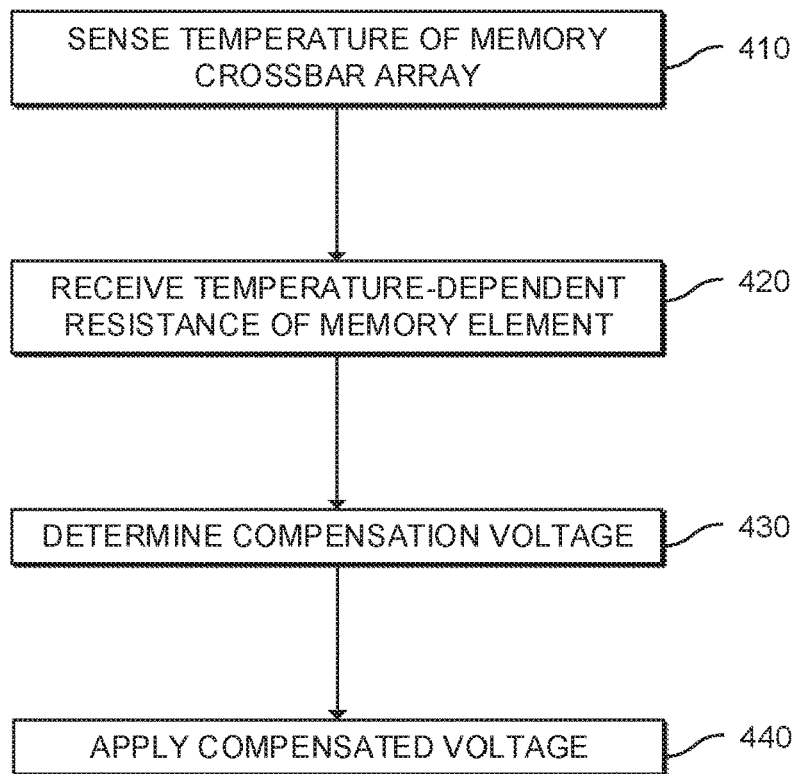 SENSE TEMPERATURE OF MEMORY
CROSSBAR ARRAY
410
RECEIVE TEMPERATURE-DEPENDENT
RESISTANCE OF MEMORY ELEMENT
420
DETERMINE COMPENSATION VOLTAGE
430
APPLY COMPENSATED VOLTAGE
440